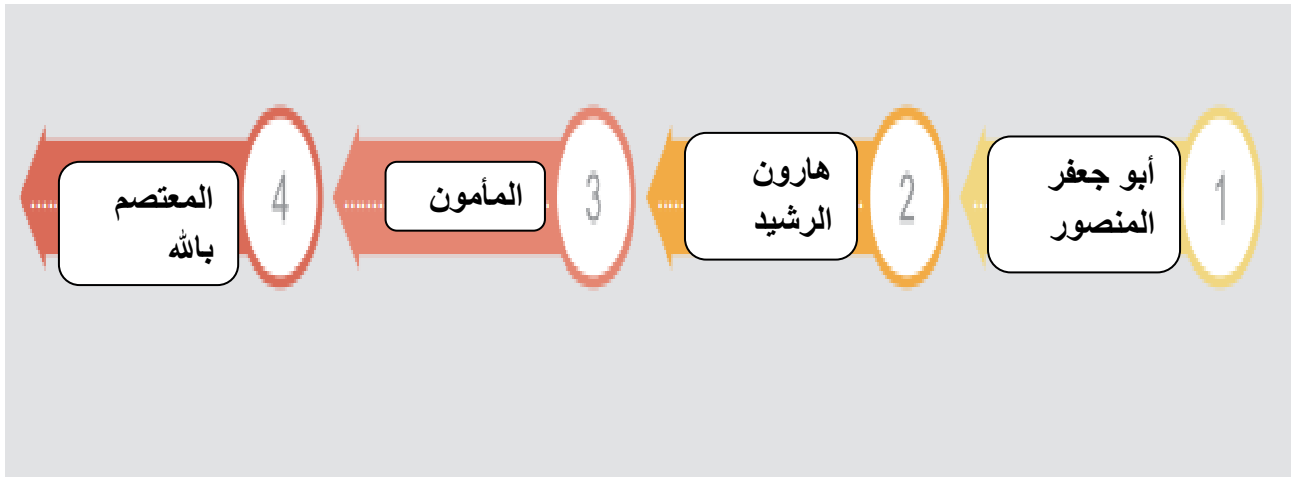 1
أبو جعفر
المنصور
2
هارون
الرشيد
3
المأمون
4
المعتصم
بالله